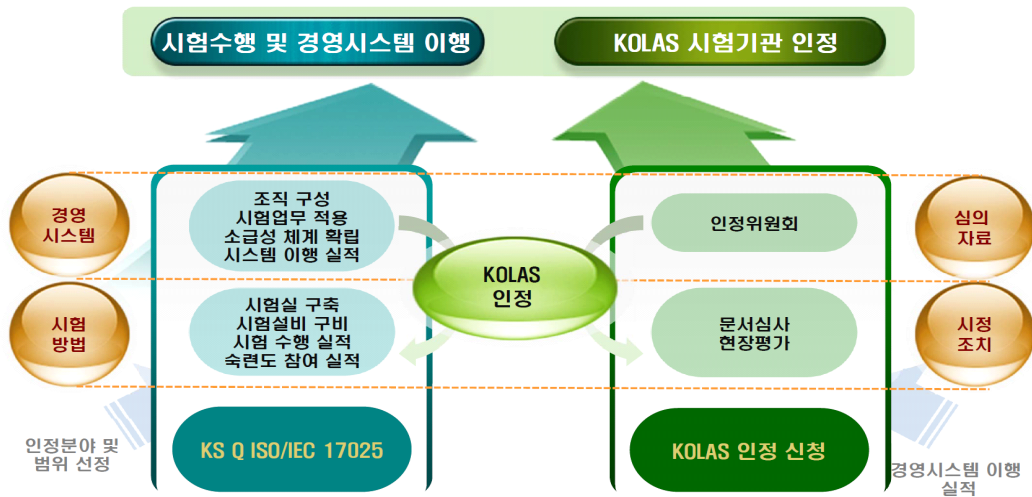 시험수행 및 경영시스템 이행
KOLAS 시험기관 인정
경영
시스템
조직 구성
시험업무 적용
소급성 체계 확립
시스템 이행 실적
KOLAS
인정
인정위원회
심의
자료
시험
방법
시험실 구축
시험설비 구비
시험 수행 실적
숙련도 참여 실적
문서심사
현장평가
시정
조치
인정분야 및
범위 선정
KS Q ISO/IEC 17025
KOLAS 인정 신청
경영시스템 이행
실적